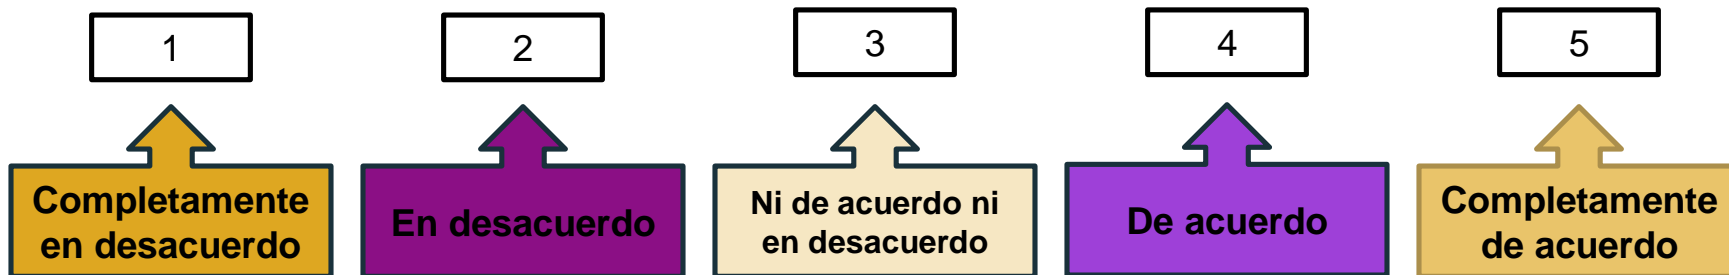 1
2
3
4
5
Completamente
en desacuerdo
En desacuerdo
Ni de acuerdo ni
en desacuerdo
De acuerdo
Completamente
de acuerdo